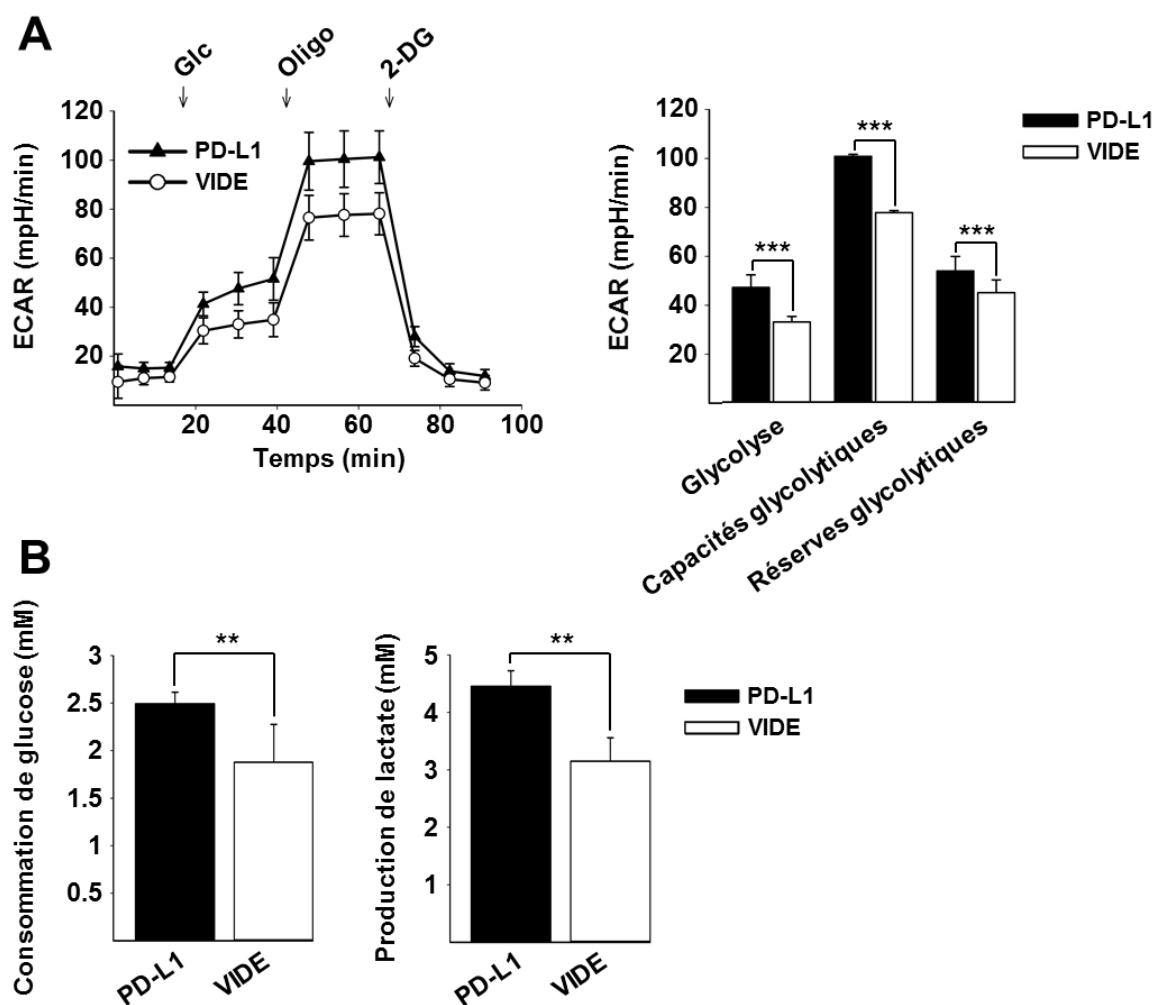 A
Glc
Oligo
2-DG
ECAR (mpH/min)
120
100
80
60
40
20
PD-L1
VIDE
20
40
60
80
100
Temps (min)
ECAR (mpH/min)
120
100
80
60
40
20
***
***
***
PD-L1
VIDE
Glycolyse
Capacités glycolytiques
Réserves glycolytiques
B
Consommation de glucose (mM)
3
2.5
2
1.5
1
0.5
**
PD-L1
VIDE
Production de lactate (mM)
5
4
3
2
1
**
PD-L1
VIDE
PD-L1
VIDE